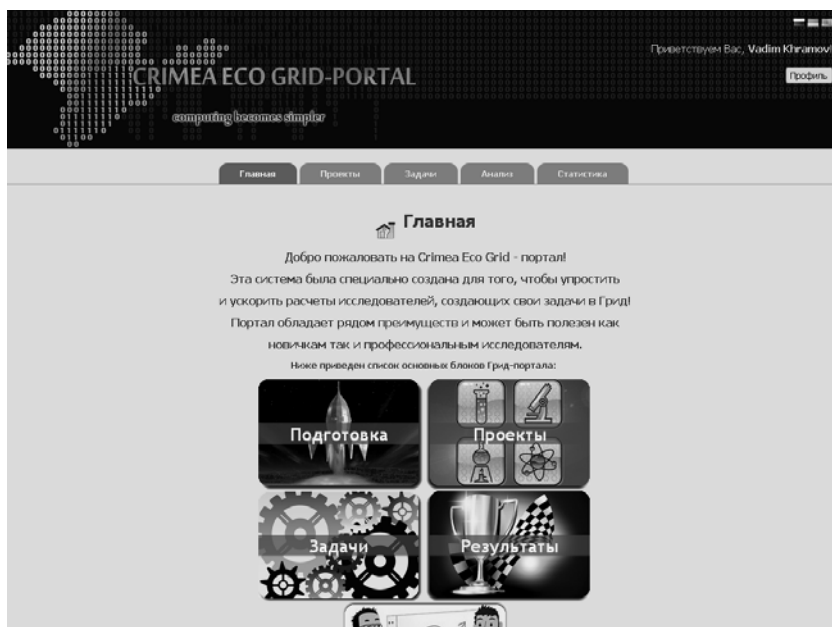 Приветствуем Вас, Vadim Khramov!
Профиль
CRIMEA ECO GRID-PORTAL
computing becomes simpler
Главная
Проекты
Задачи
Анализ
Статистика
Главная
Добро пожаловать на Crimea Eco Grid - портал!
Эта система была специально создана для того, чтобы упростить
и ускорить расчеты исследователей, создающих свои задачи в Грид!
Портал обладает рядом преимуществ и может быть полезен как
новичкам так и профессиональным исследователям.
Ниже приведен список основных блоков Грид-портала:
Подготовка
Проекты
Задачи
Результаты